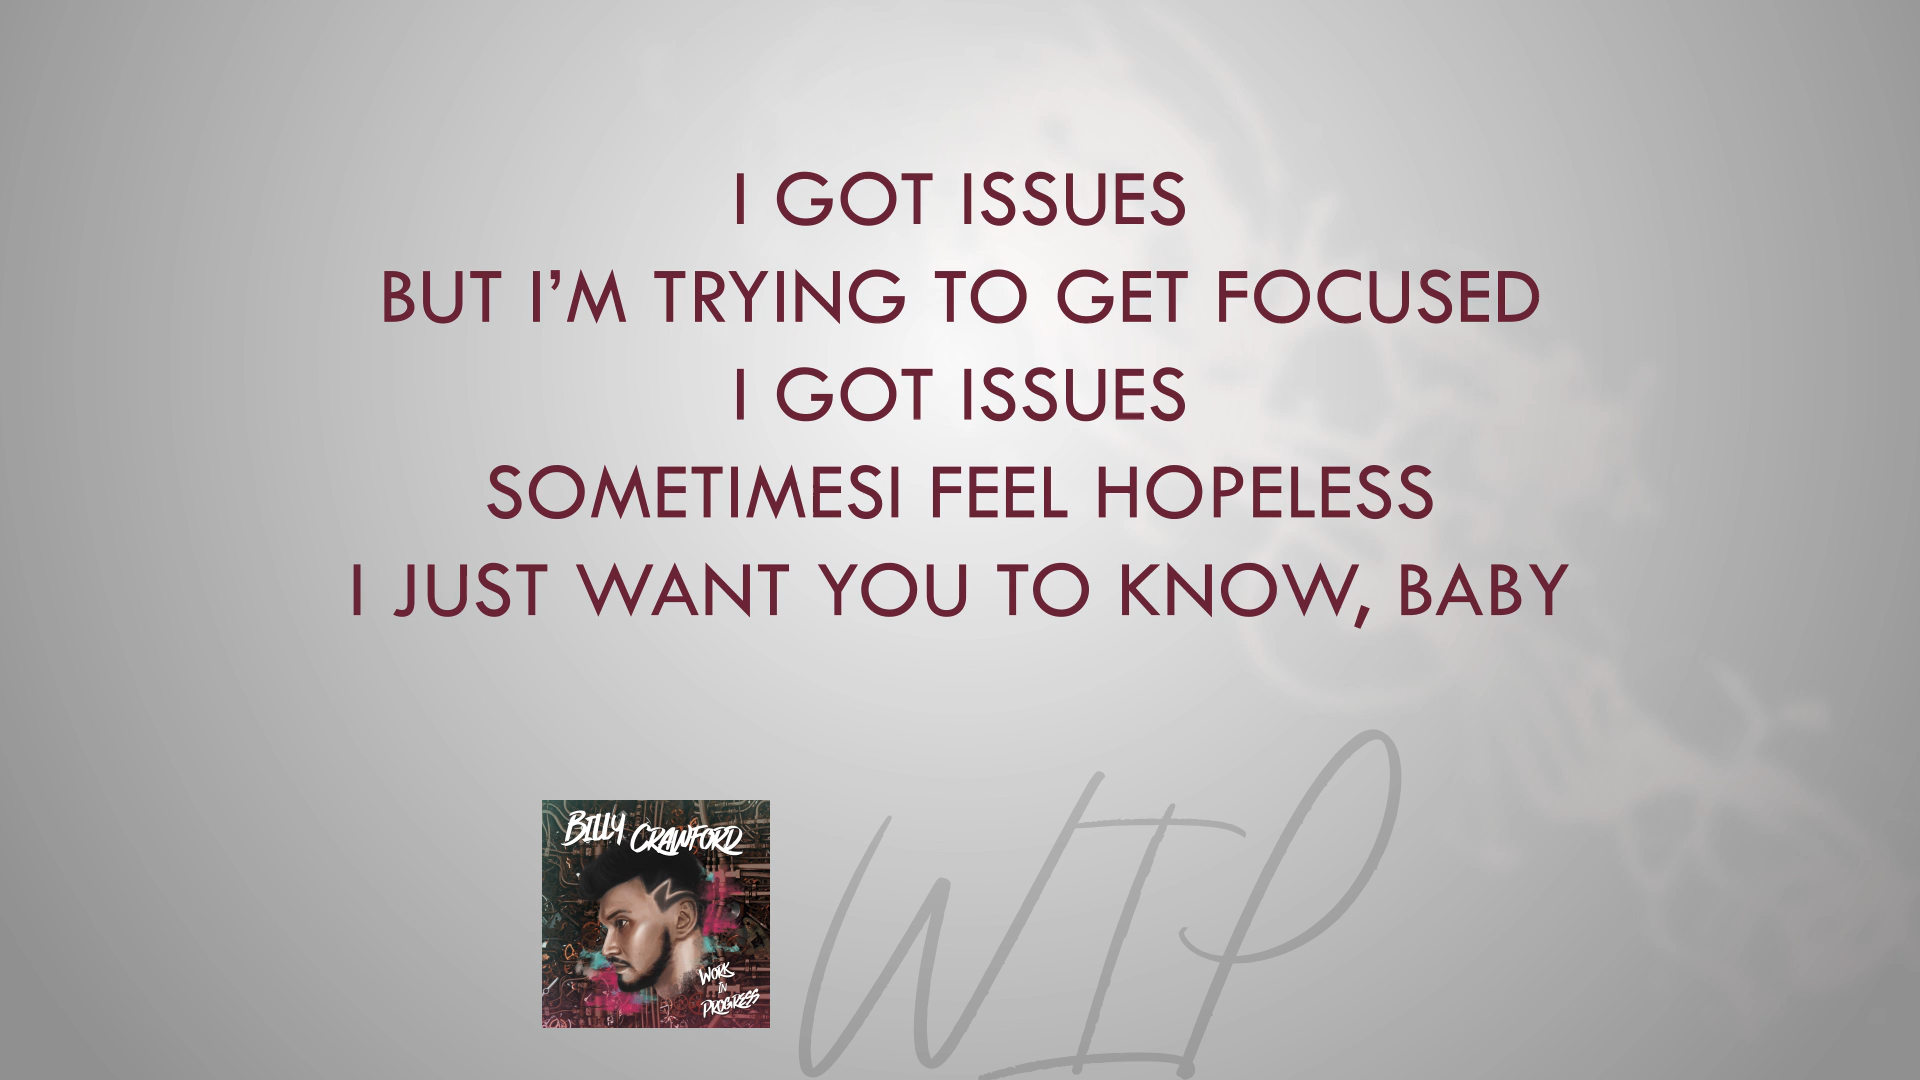 I GOT ISSUES
BUT I’M TRYING TO GET FOCUSED
I GOT ISSUES
SOMETIMESI FEEL HOPELESS
I JUST WANT YOU TO KNOW, BABY
BILLY CRAWFORD
WORK
IN
PROGRESS
WIP